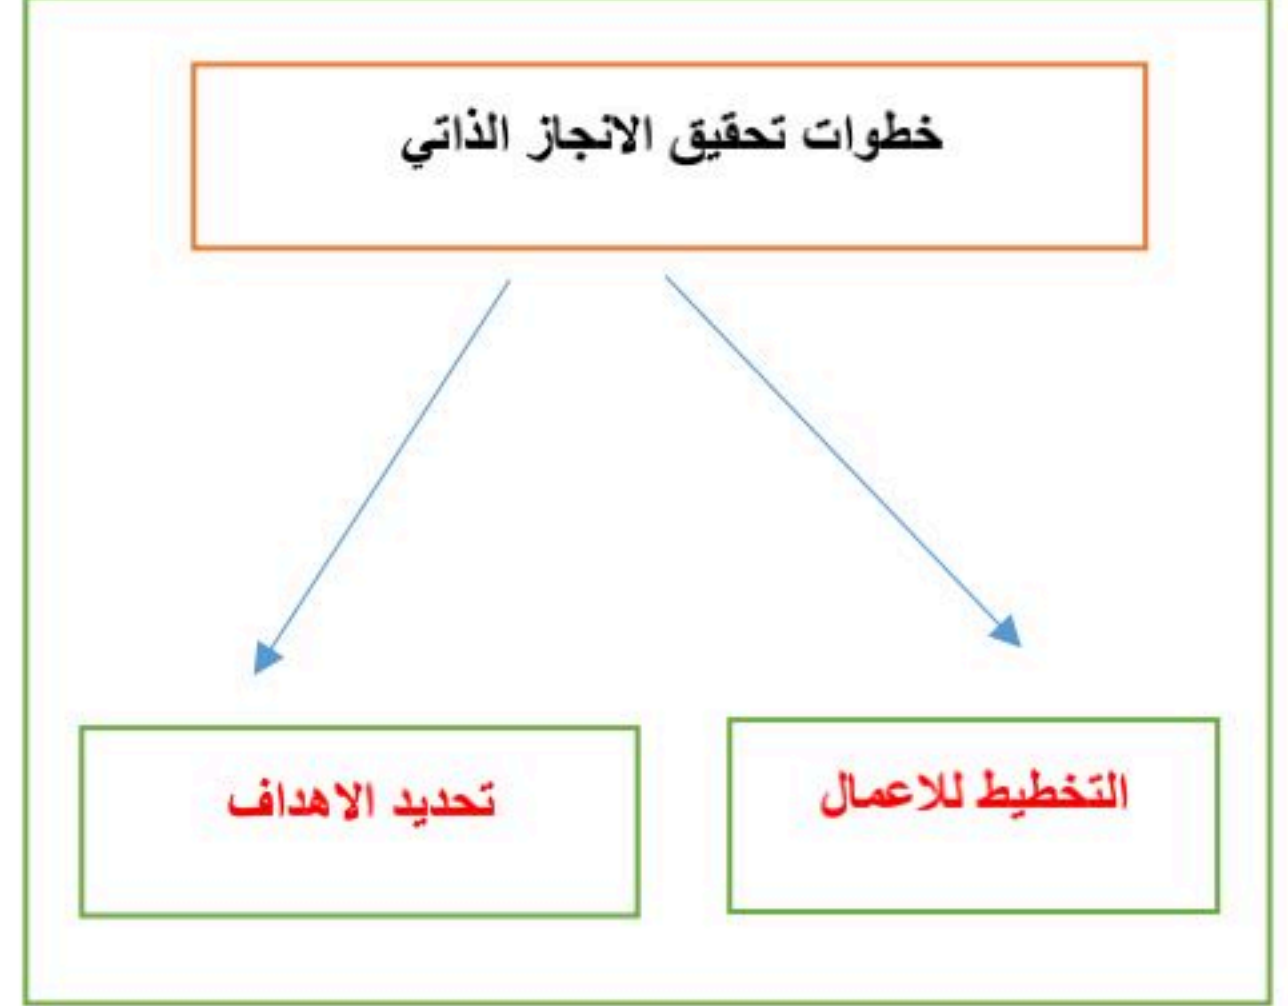 خطوات تحقيق الانجاز الذاتي
التخطيط للاعمال
تحديد الاهداف